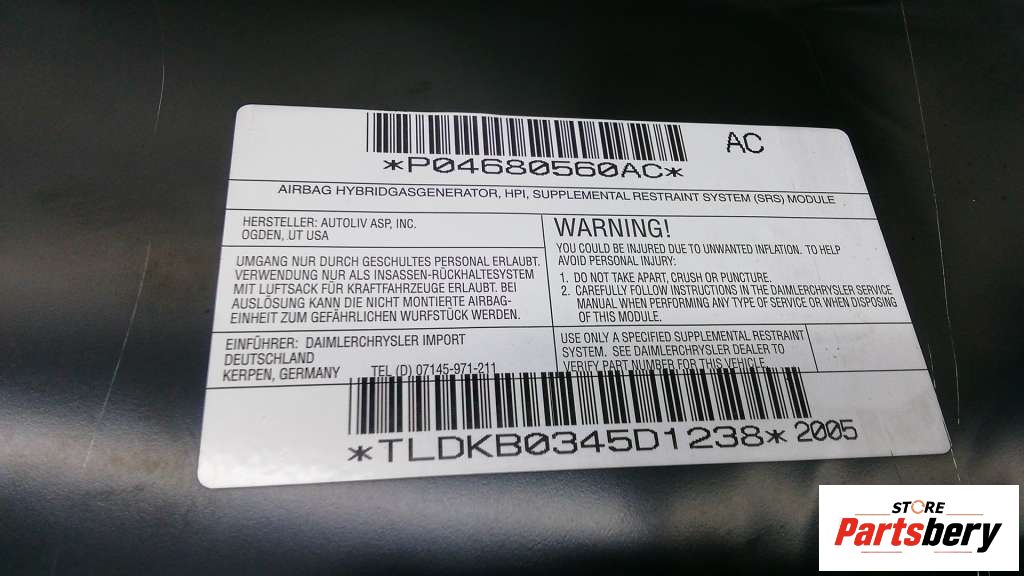 *P04680560AC*
AC
AIRBAG HYBRIDGASGENERATOR, HPI, SUPPLEMENTAL RESTRAINT SYSTEM (SRS) MODULE
HERSTELLER: AUTOLIV ASP, INC.
OGDEN, UT USA
UMGANG NUR DURCH GESCHULTES PERSONAL ERLAUBT.
VERWENDUNG NUR ALS INSASSEN-RÜCKHALTESYSTEM
MIT LUFTSACK FÜR KRAFTFAHRZEUGE ERLAUBT. BEI
AUSLÖSUNG KANN DIE NICHT MONTIERTE AIRBAG-
EINHEIT ZUM GEFÄHRLICHEN WURFSTÜCK WERDEN.
EINFÜHRER: DAIMLERCHRYSLER IMPORT
DEUTSCHLAND
KERPEN, GERMANY TEL (D) 07145-971-211
WARNING!
YOU COULD BE INJURED DUE TO UNWANTED INFLATION. TO HELP
AVOID PERSONAL INJURY:
1. DO NOT TAKE APART, CRUSH OR PUNCTURE.
2. CAREFULLY FOLLOW INSTRUCTIONS IN THE DAIMLERCHRYSLER SERVICE
MANUAL WHEN PERFORMING ANY TYPE OF SERVICE OR WHEN DISPOSING
OF THIS MODULE.
USE ONLY A SPECIFIED SUPPLEMENTAL RESTRAINT
SYSTEM. SEE DAIMLERCHRYSLER DEALER TO
VERIFY PART NUMBER FOR THIS VEHICLE.
*TLDKB0345D1238* 2005
STORE
Partsbery